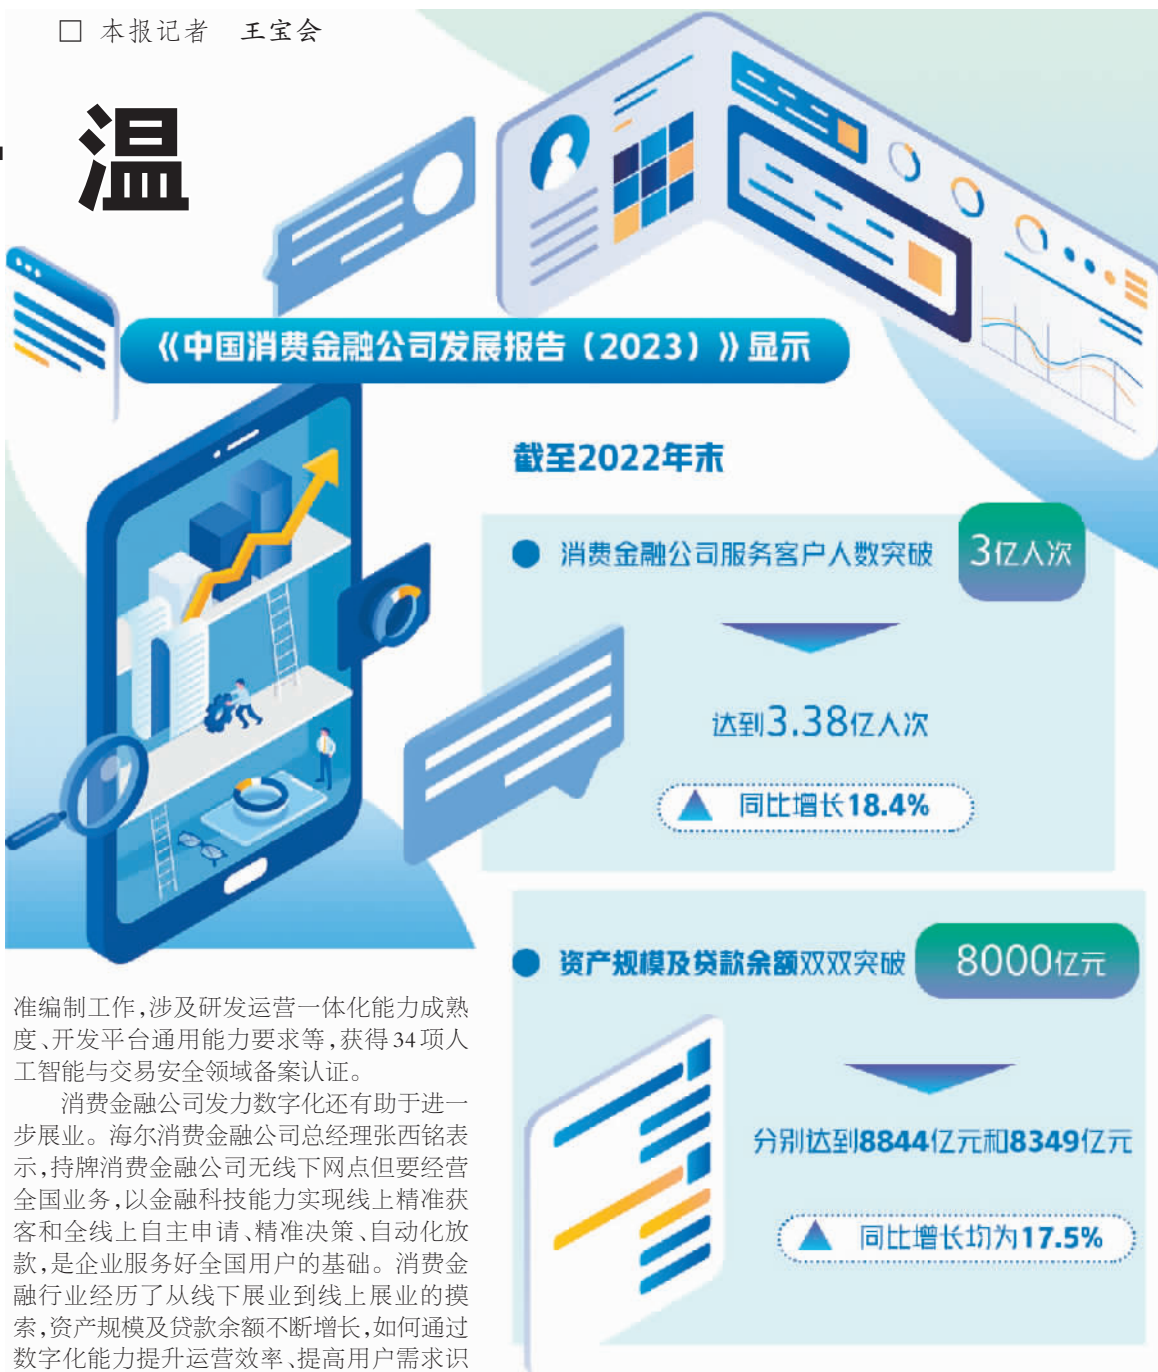 □ 本报记者 王宝会
温
《中国消费金融公司发展报告（2023）》显示
截至2022年末
● 消费金融公司服务客户人数突破 3亿人次
达到3.38亿人次
▲ 同比增长18.4%
● 资产规模及贷款余额双双突破 8000亿元
分别达到8844亿元和8349亿元
▲ 同比增长均为17.5%
准编制工作,涉及研发运营一体化能力成熟
度、开发平台通用能力要求等,获得34项人
工智能与交易安全领域备案认证。
消费金融公司发力数字化还有助于进一
步展业。海尔消费金融公司总经理张西铭表
示,持牌消费金融公司无线下网点但要经营
全国业务,以金融科技能力实现线上精准获
客和全线上自主申请、精准决策、自动化放
款,是企业服务好全国用户的基础。消费金
融行业经历了从线下展业到线上展业的摸
索,资产规模及贷款余额不断增长,如何通过
数字化能力提升运营效率、提高用户需求识